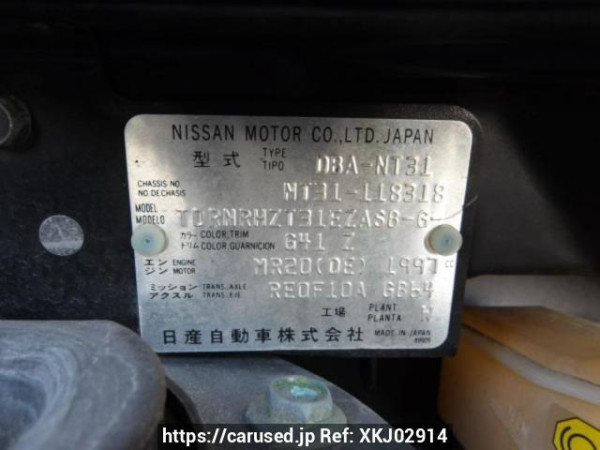 NISSAN MOTOR CO.,LTD. JAPAN
型式 TYPE TIPO DBA-NT31
CHASSIS NO. NO. DE CHASIS NT31-118318
MODEL MODELO TDRNRHZT31EZASB-G-
カラー トリム COLOR, TRIM COLOR GUARNICION G41 Z
エンジン ENGINE MOTOR MR20(DE) 1997 cc
ミッション アクスル TRANS. AXLE TRANS. EJE RE0F10A GB64
工場 PLANT PLANTA
日産自動車株式会社 MADE IN JAPAN
https://carused.jp Ref: XKJ02914